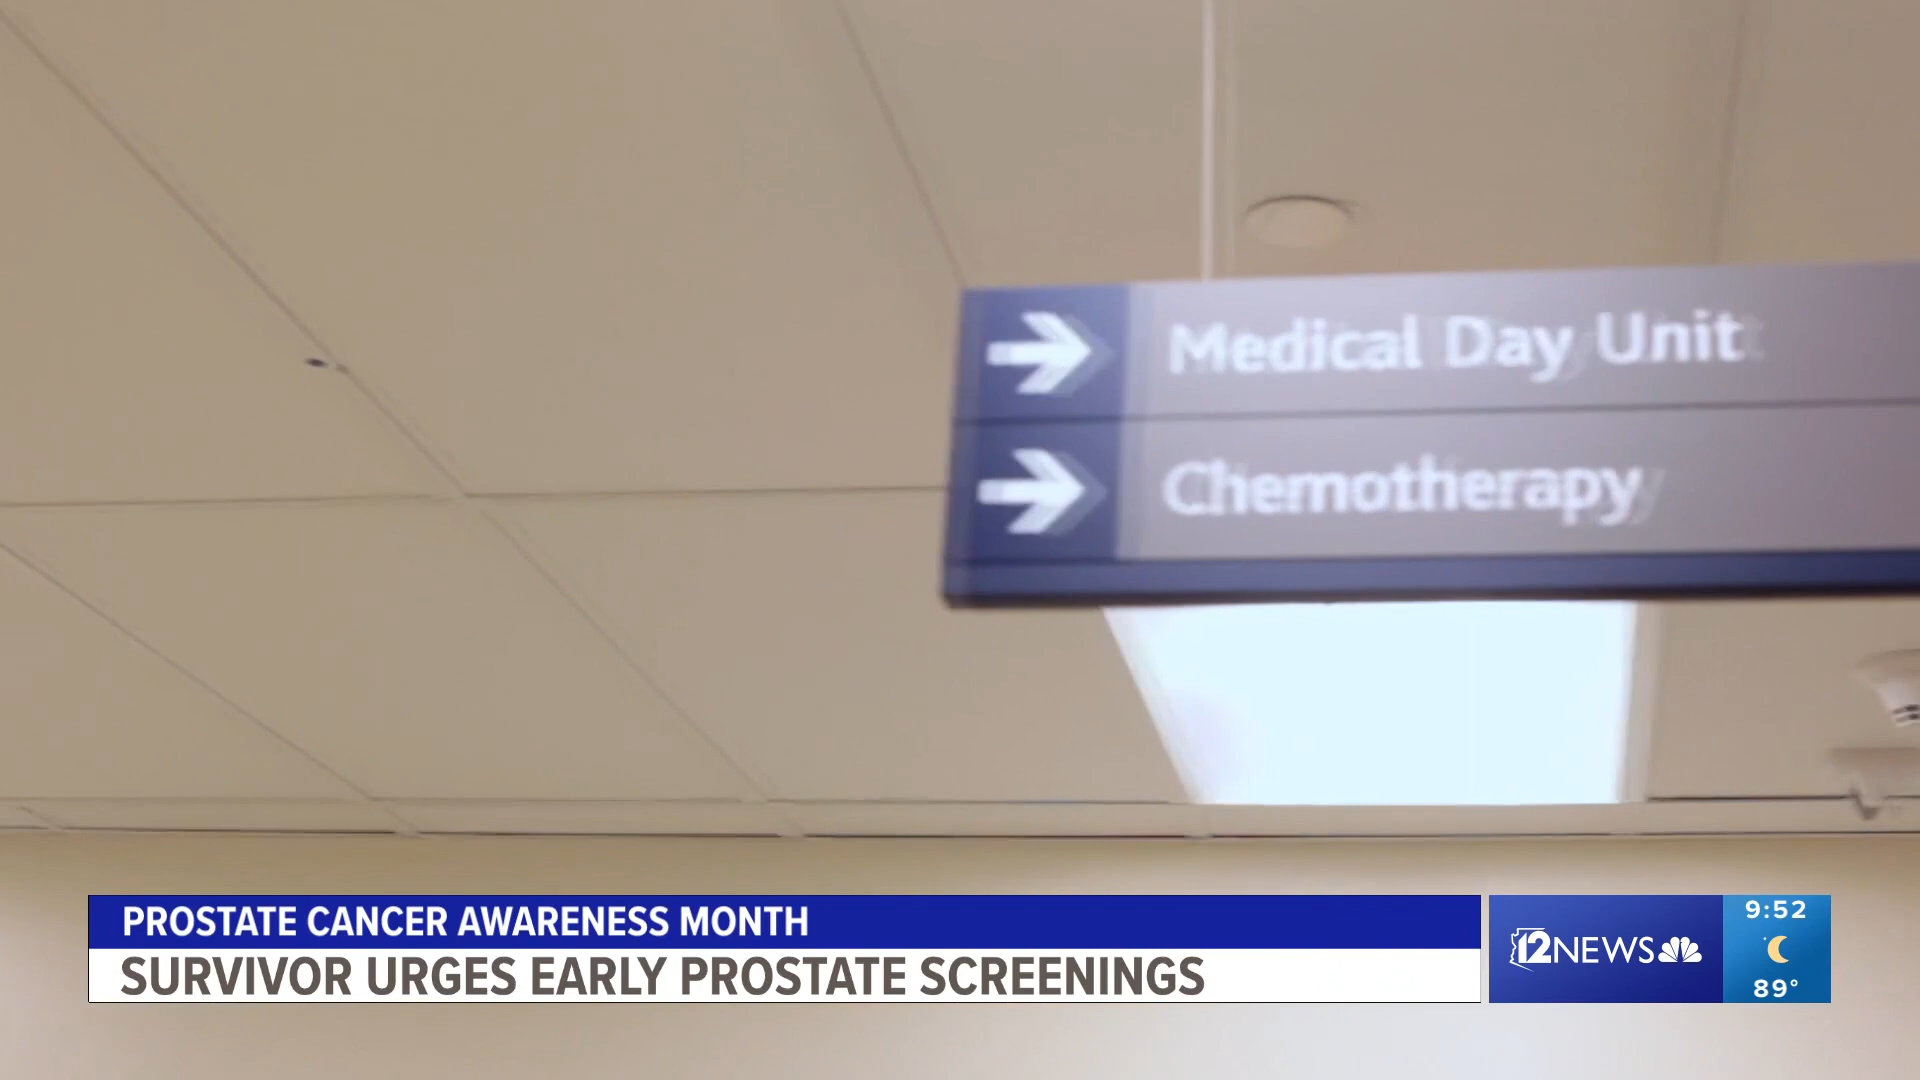 Medical Day Unit
Chemotherapy
PROSTATE CANCER AWARENESS MONTH
SURVIVOR URGES EARLY PROSTATE SCREENINGS
12NEWS
9:52
89°